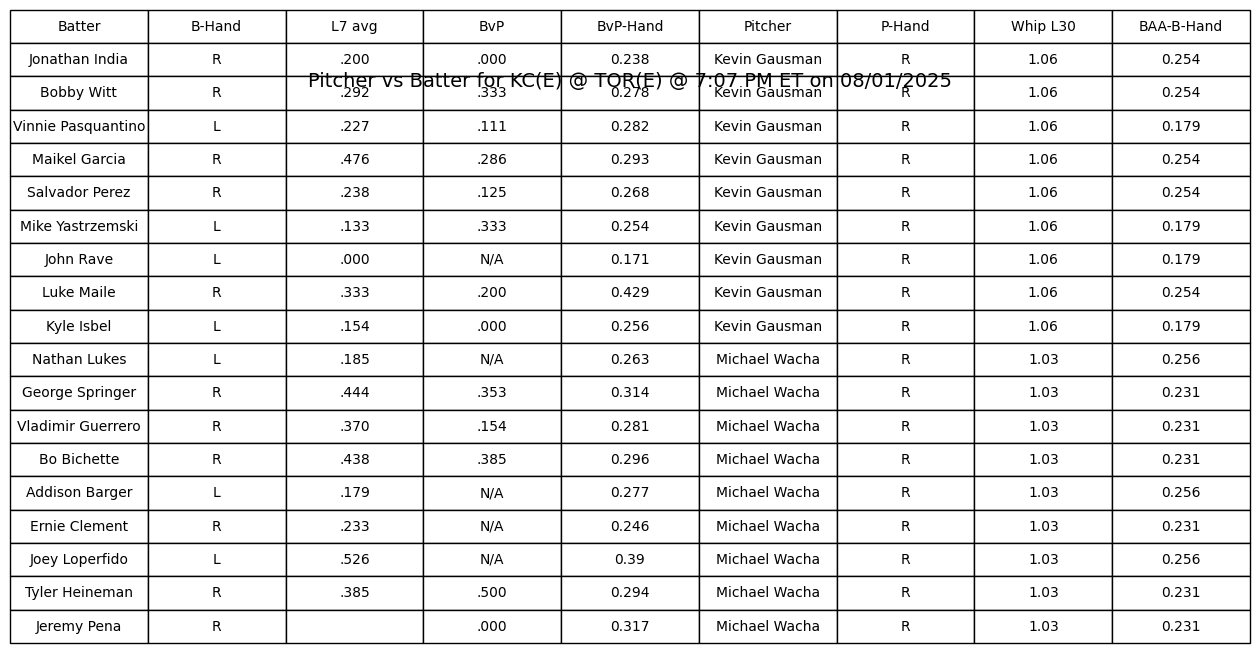 Batter B-Hand L7 avg BvP BvP-Hand Pitcher P-Hand Whip L30 BAA-B-Hand
Jonathan India R .200 .000 0.238 Kevin Gausman R 1.06 0.254
Pitcher vs Batter for KC(E) @ TOR(E) @ 7:07 PM ET on 08/01/2025
Bobby Witt R .292 .333 0.278 Kevin Gausman R 1.06 0.254
Vinnie Pasquantino L .227 .111 0.282 Kevin Gausman R 1.06 0.179
Maikel Garcia R .476 .286 0.293 Kevin Gausman R 1.06 0.254
Salvador Perez R .238 .125 0.268 Kevin Gausman R 1.06 0.254
Mike Yastrzemski L .133 .333 0.254 Kevin Gausman R 1.06 0.179
John Rave L .000 N/A 0.171 Kevin Gausman R 1.06 0.179
Luke Maile R .333 .200 0.429 Kevin Gausman R 1.06 0.254
Kyle Isbel L .154 .000 0.256 Kevin Gausman R 1.06 0.179
Nathan Lukes L .185 N/A 0.263 Michael Wacha R 1.03 0.256
George Springer R .444 .353 0.314 Michael Wacha R 1.03 0.231
Vladimir Guerrero R .370 .154 0.281 Michael Wacha R 1.03 0.231
Bo Bichette R .438 .385 0.296 Michael Wacha R 1.03 0.231
Addison Barger L .179 N/A 0.277 Michael Wacha R 1.03 0.256
Ernie Clement R .233 N/A 0.246 Michael Wacha R 1.03 0.231
Joey Loperfido L .526 N/A 0.39 Michael Wacha R 1.03 0.256
Tyler Heineman R .385 .500 0.294 Michael Wacha R 1.03 0.231
Jeremy Pena R .000 0.317 Michael Wacha R 1.03 0.231